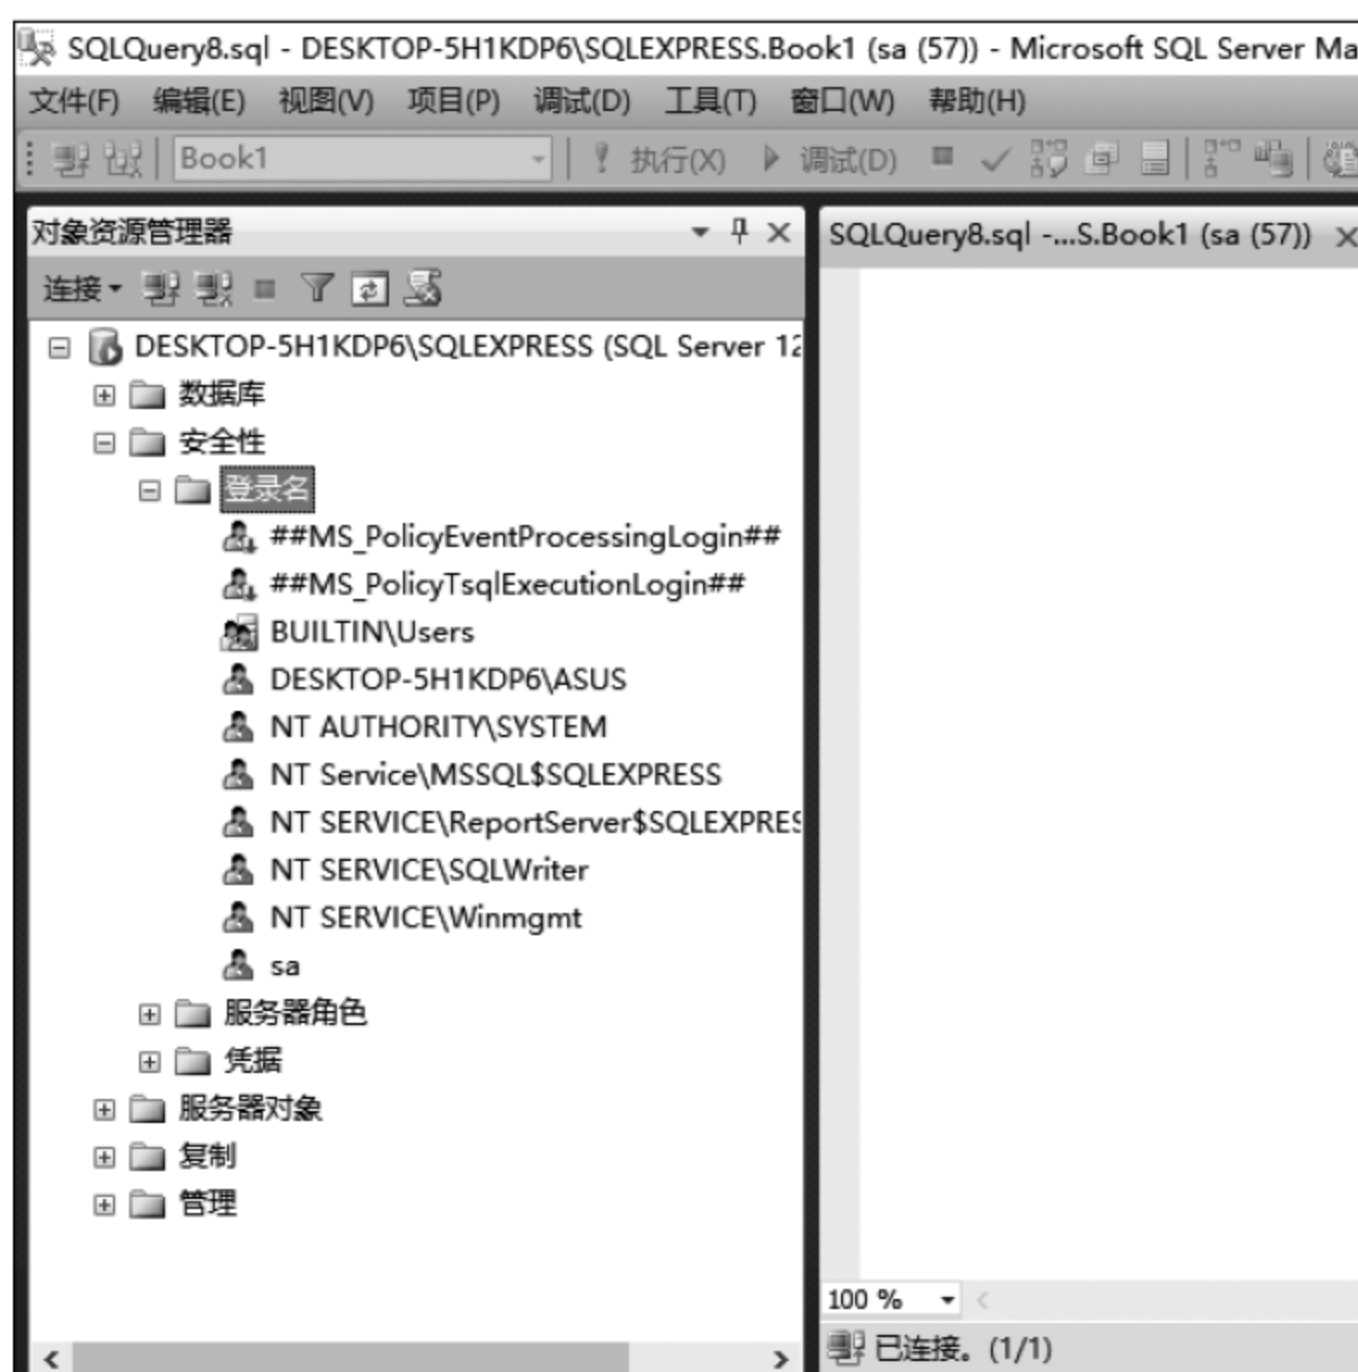 SQLQuery8.sql - DESKTOP-5H1KDP6\SQLEXPRESS.Book1 (sa (57)) - Microsoft SQL Server Ma
文件(F) 编辑(E) 视图(V) 项目(P) 调试(D) 工具(T) 窗口(W) 帮助(H)
Book1 执行(X) 调试(D)
对象资源管理器
SQLQuery8.sql -...S.Book1 (sa (57))
连接
DESKTOP-5H1KDP6\SQLEXPRESS (SQL Server 12
数据库
安全性
登录名
##MS_PolicyEventProcessingLogin##
##MS_PolicyTsqlExecutionLogin##
BUILTIN\Users
DESKTOP-5H1KDP6\ASUS
NT AUTHORITY\SYSTEM
NT Service\MSSQL$SQLEXPRESS
NT SERVICE\ReportServer$SQLEXPRES
NT SERVICE\SQLWriter
NT SERVICE\Winmgmt
sa
服务器角色
凭据
服务器对象
复制
管理
100 %
已连接。(1/1)